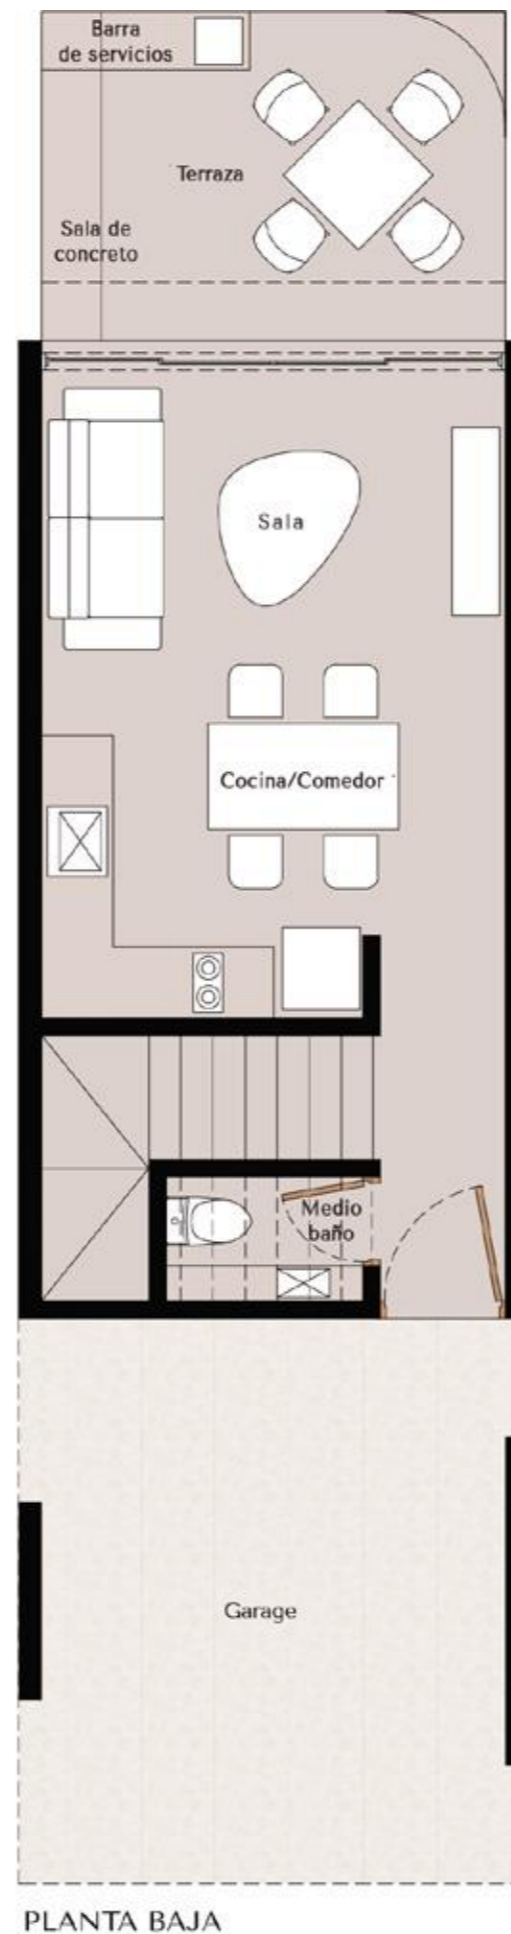 Barra
de servicios
Terraza
Sala de
concreto
Sala
Cocina/Comedor
Medio
baño
Garage
PLANTA BAJA